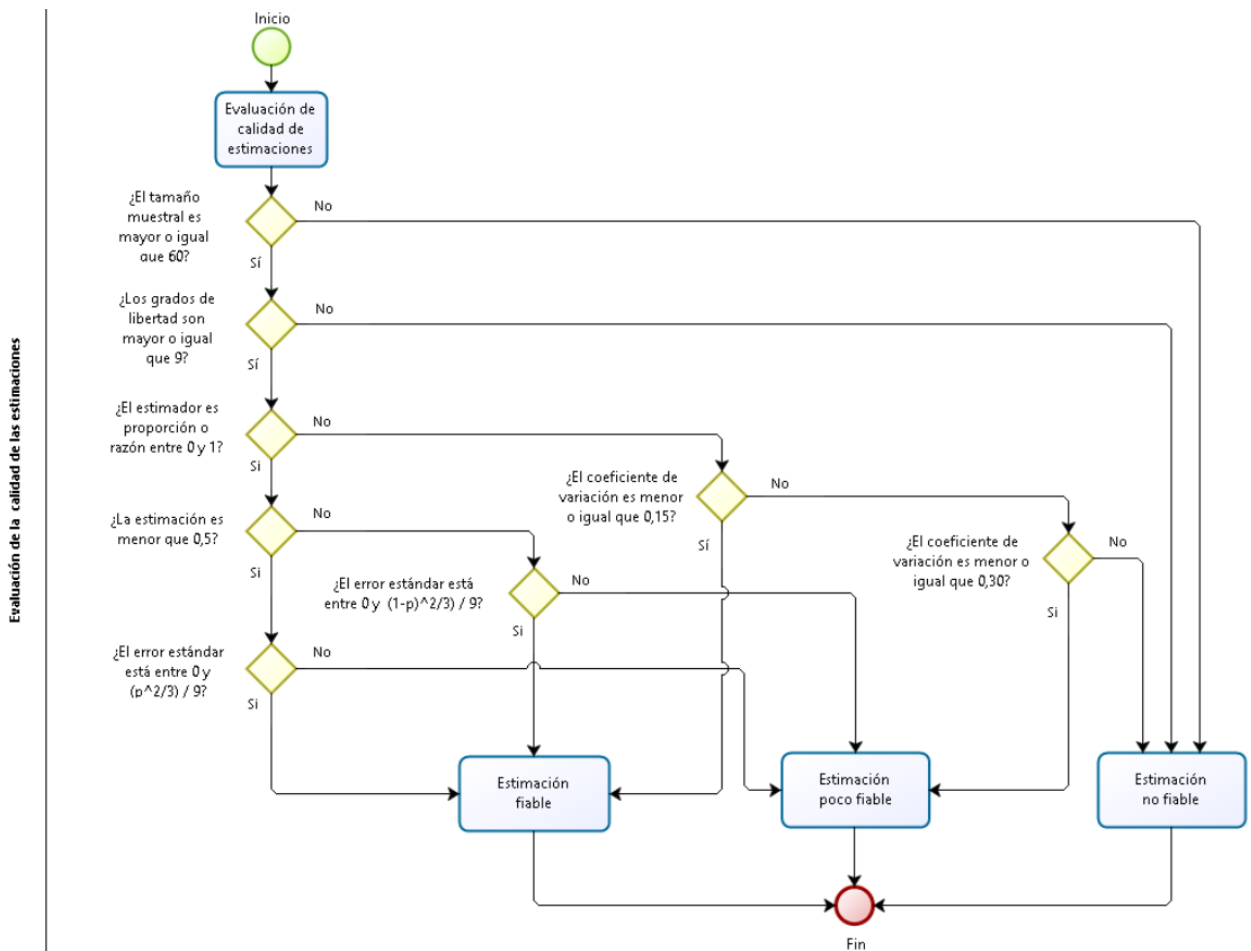 Evaluación de la calidad de las estimaciones
Inicio
Evaluación de
calidad de
estimaciones
¿El tamaño
muestral es
mayor o igual
que 60?
No
Sí
¿Los grados de
libertad son
mayor o igual
que 9?
No
Sí
¿El estimador es
proporción o
razón entre 0 y 1?
No
Si
¿El coeficiente de
variación es menor
o igual que 0,15?
No
Sí
¿La estimación es
menor que 0,5?
No
Si
¿El coeficiente de
variación es menor o
igual que 0,30?
No
Si
¿El error estándar está
entre 0 y (1-p)^2/3) / 9?
No
Si
¿El error estándar
está entre 0 y
(p^2/3) / 9?
No
Si
Estimación
fiable
Estimación
poco fiable
Estimación
no fiable
Fin